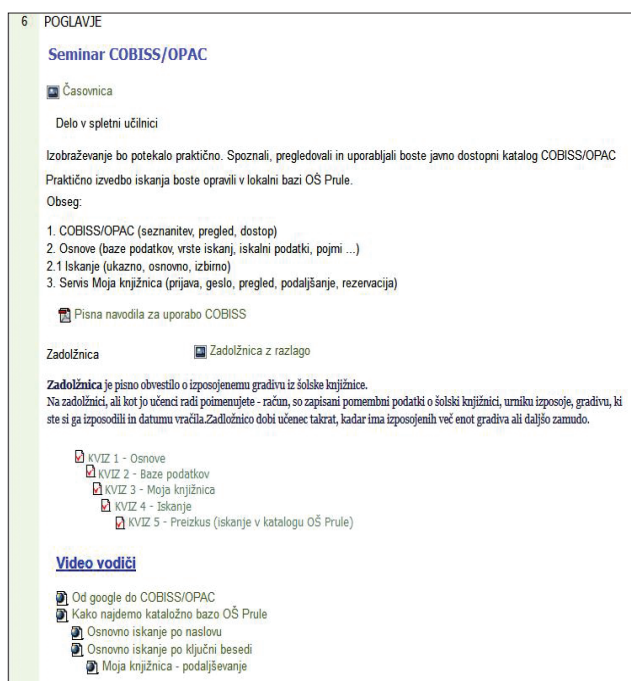 6 POGLAVJE
Seminar COBISS/OPAC
Časovnica
Delo v spletni učilnici
Izobraževanje bo potekalo praktično. Spoznali, pregledovali in uporabljali boste javno dostopni katalog COBISS/OPAC
Praktično izvedbo iskanja boste opravili v lokalni bazi OŠ Prule.
Obseg:
1. COBISS/OPAC (seznanitev, pregled, dostop)
2. Osnove (baze podatkov, vrste iskanj, iskalni podatki, pojmi ...)
2.1 Iskanje (ukazno, osnovno, izbirno)
3. Servis Moja knjižnica (prijava, geslo, pregled, podaljšanje, rezervacija)
Pisna navodila za uporabo COBISS
Zadolžnica Zadolžnica z razlago
Zadolžnica je pisno obvestilo o izposojenemu gradivu iz šolske knjižnice.
Na zadolžnici, ali kot jo učenci radi poimenujete - račun, so zapisani pomembni podatki o šolski knjižnici, urniku izposoje, gradivu, ki
ste si ga izposodili in datumu vračila.Zadložnico dobi učenec takrat, kadar ima izposojenih več enot gradiva ali daljšo zamudo.
KVIZ 1 - Osnove
KVIZ 2 - Baze podatkov
KVIZ 3 - Moja knjižnica
KVIZ 4 - Iskanje
KVIZ 5 - Preizkus (iskanje v katalogu OŠ Prule)
Video vodiči
Od google do COBISS/OPAC
Kako najdemo kataložno bazo OŠ Prule
Osnovno iskanje po naslovu
Osnovno iskanje po ključni besedi
Moja knjižnica - podaljševanje